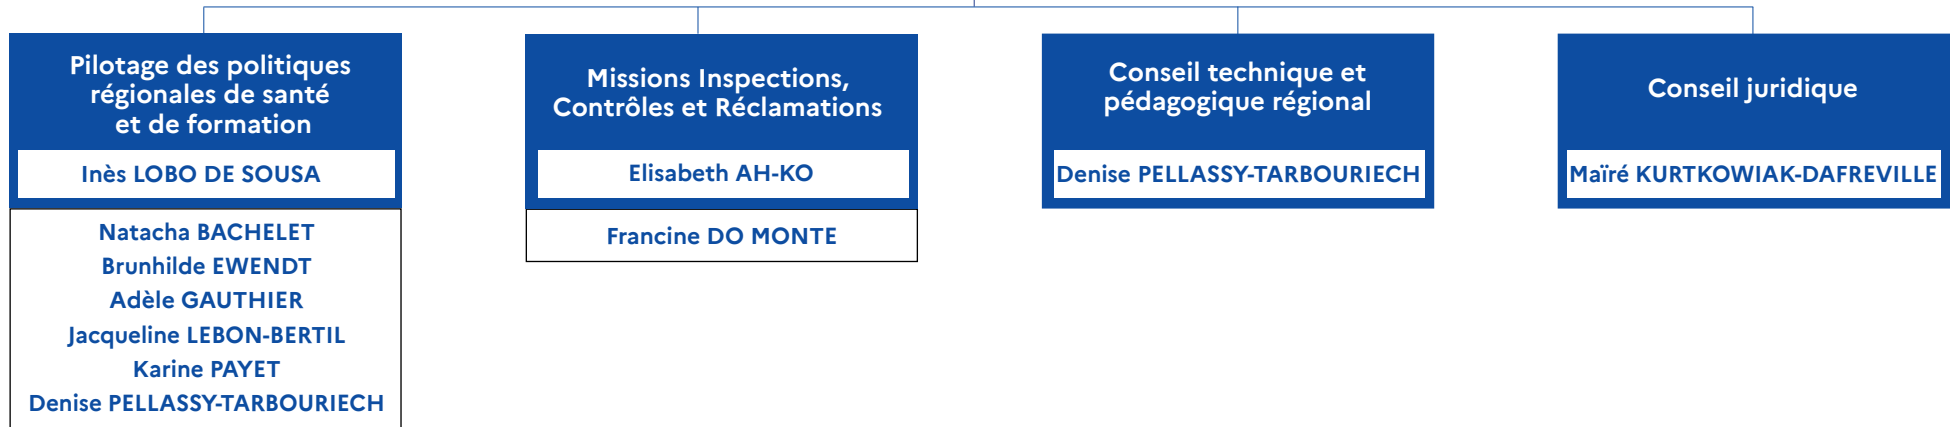 Pilotage des politiques
régionales de santé
et de formation
Inès LOBO DE SOUSA
Natacha BACHELET
Brunhilde EWENDT
Adèle GAUTHIER
Jacqueline LEBON-BERTIL
Karine PAYET
Denise PELLASSY-TARBOURIECH
Missions Inspections,
Contrôles et Réclamations
Elisabeth AH-KO
Francine DO MONTE
Conseil technique et
pédagogique régional
Denise PELLASSY-TARBOURIECH
Conseil juridique
Maïré KURTKOWIAK-DAFREVILLE